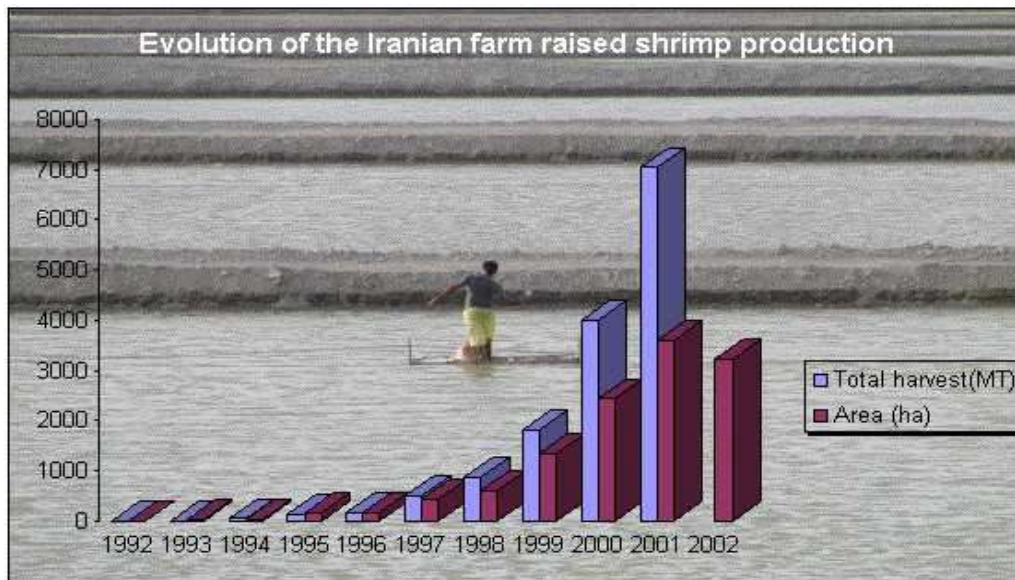 Evolution of the Iranian farm raised shrimp production
8000
7000
6000
5000
4000
3000
2000
1000
0
1992 1993 1994 1995 1996 1997 1998 1999 2000 2001 2002
Total harvest(MT)
Area (ha)